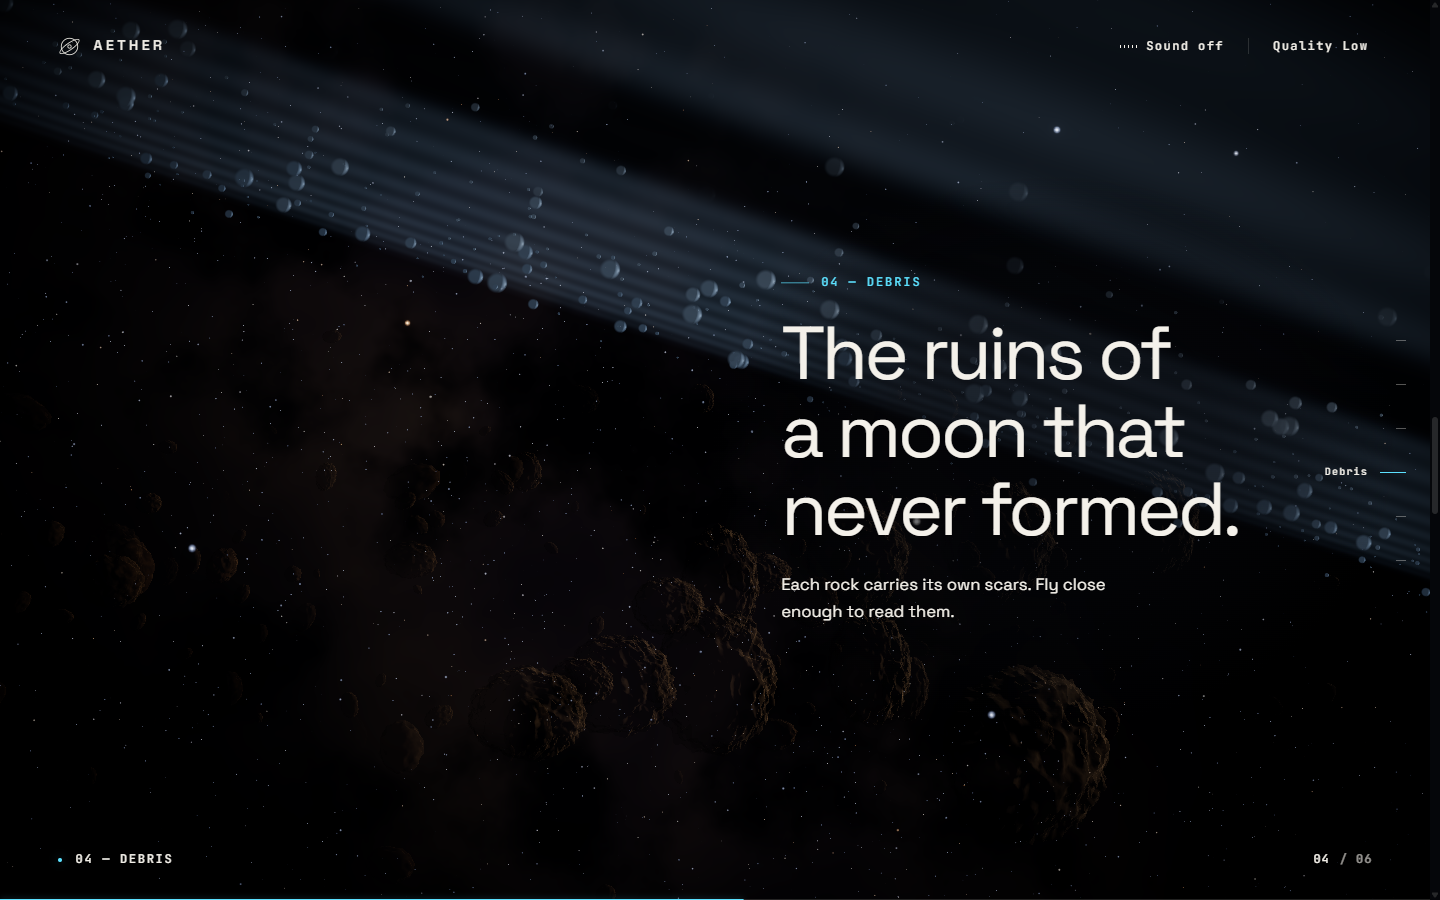 AETHER
Sound off
Quality Low
04 — DEBRIS
The ruins of
a moon that
never formed.
Debris
Each rock carries its own scars. Fly close
enough to read them.
04 — DEBRIS
04 / 06